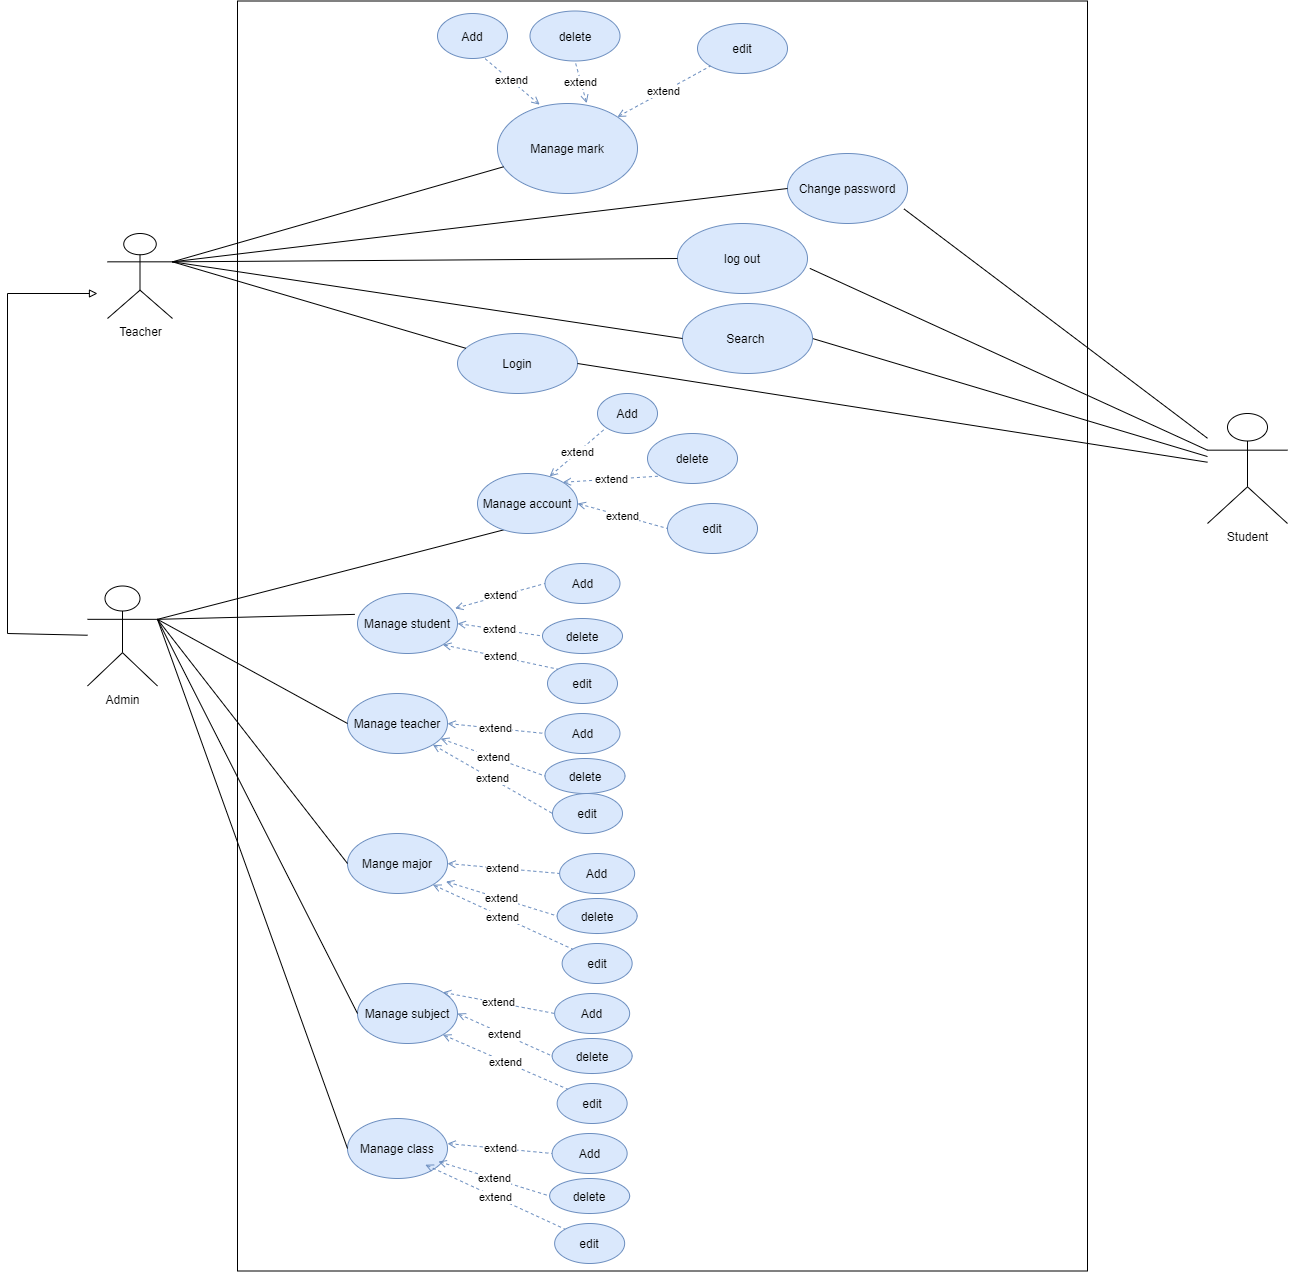 Add
delete
edit
extend
extend
extend
Manage mark
Change password
log out
Teacher
Search
Login
Add
extend
delete
extend
Manage account
extend
edit
Student
Add
extend
Manage student
extend
delete
extend
edit
Admin
Manage teacher
extend
Add
extend
delete
extend
edit
Mange major
extend
Add
extend
delete
extend
edit
extend
Add
Manage subject
extend
delete
extend
edit
Manage class
extend
Add
extend
delete
extend
edit